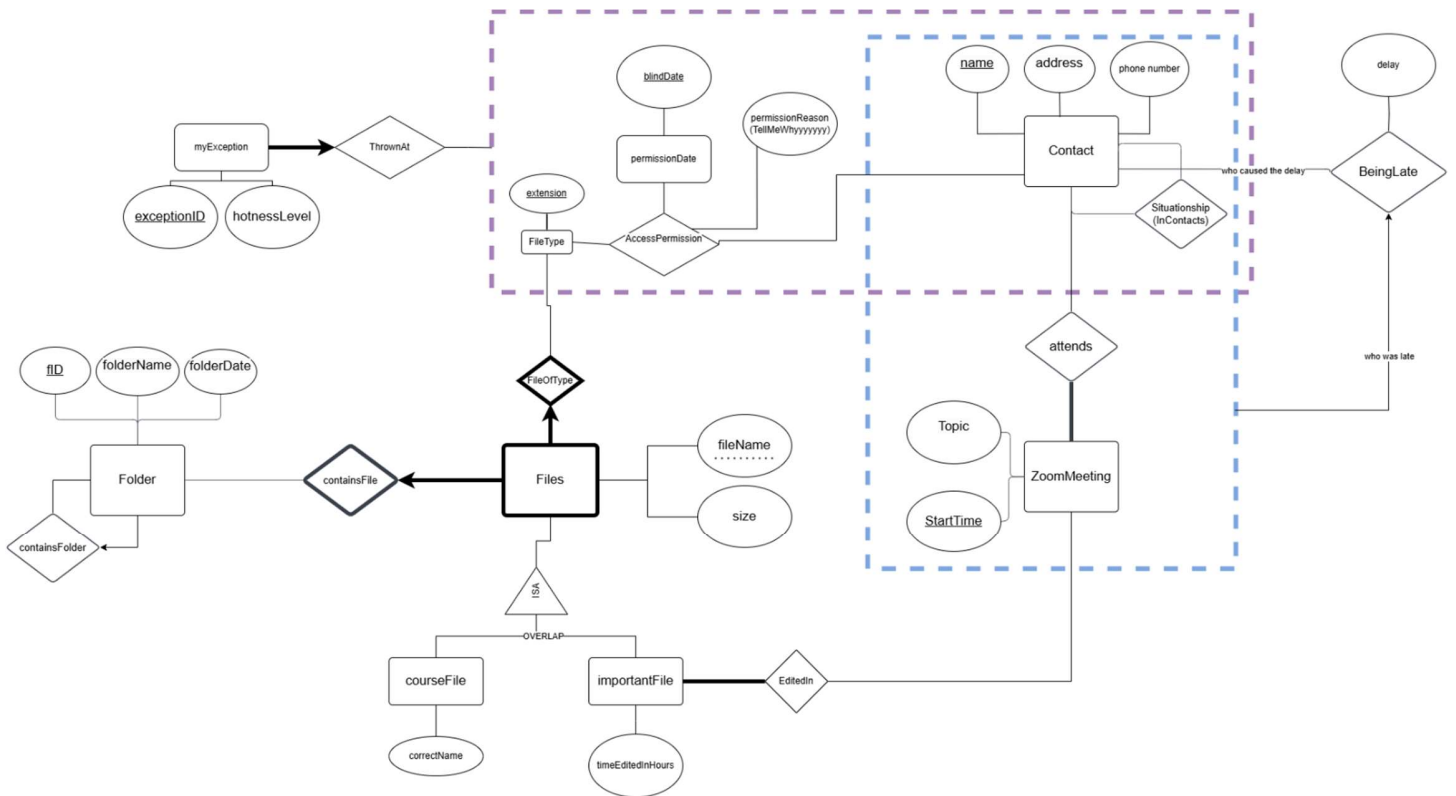 name
address
phone number
delay
blindDate
permissionReason
(TellMeWhyyyyyyy)
myException
ThrownAt
permissionDate
Contact
who caused the delay
BeingLate
exceptionID
hotnessLevel
extension
Situationship
(InContacts)
FileType
AccessPermission
attends
who was late
fID
folderName
folderDate
FileOfType
Topic
fileName
Folder
containsFile
Files
ZoomMeeting
size
StartTime
containsFolder
ISA
OVERLAP
courseFile
importantFile
EditedIn
correctName
timeEditedInHours